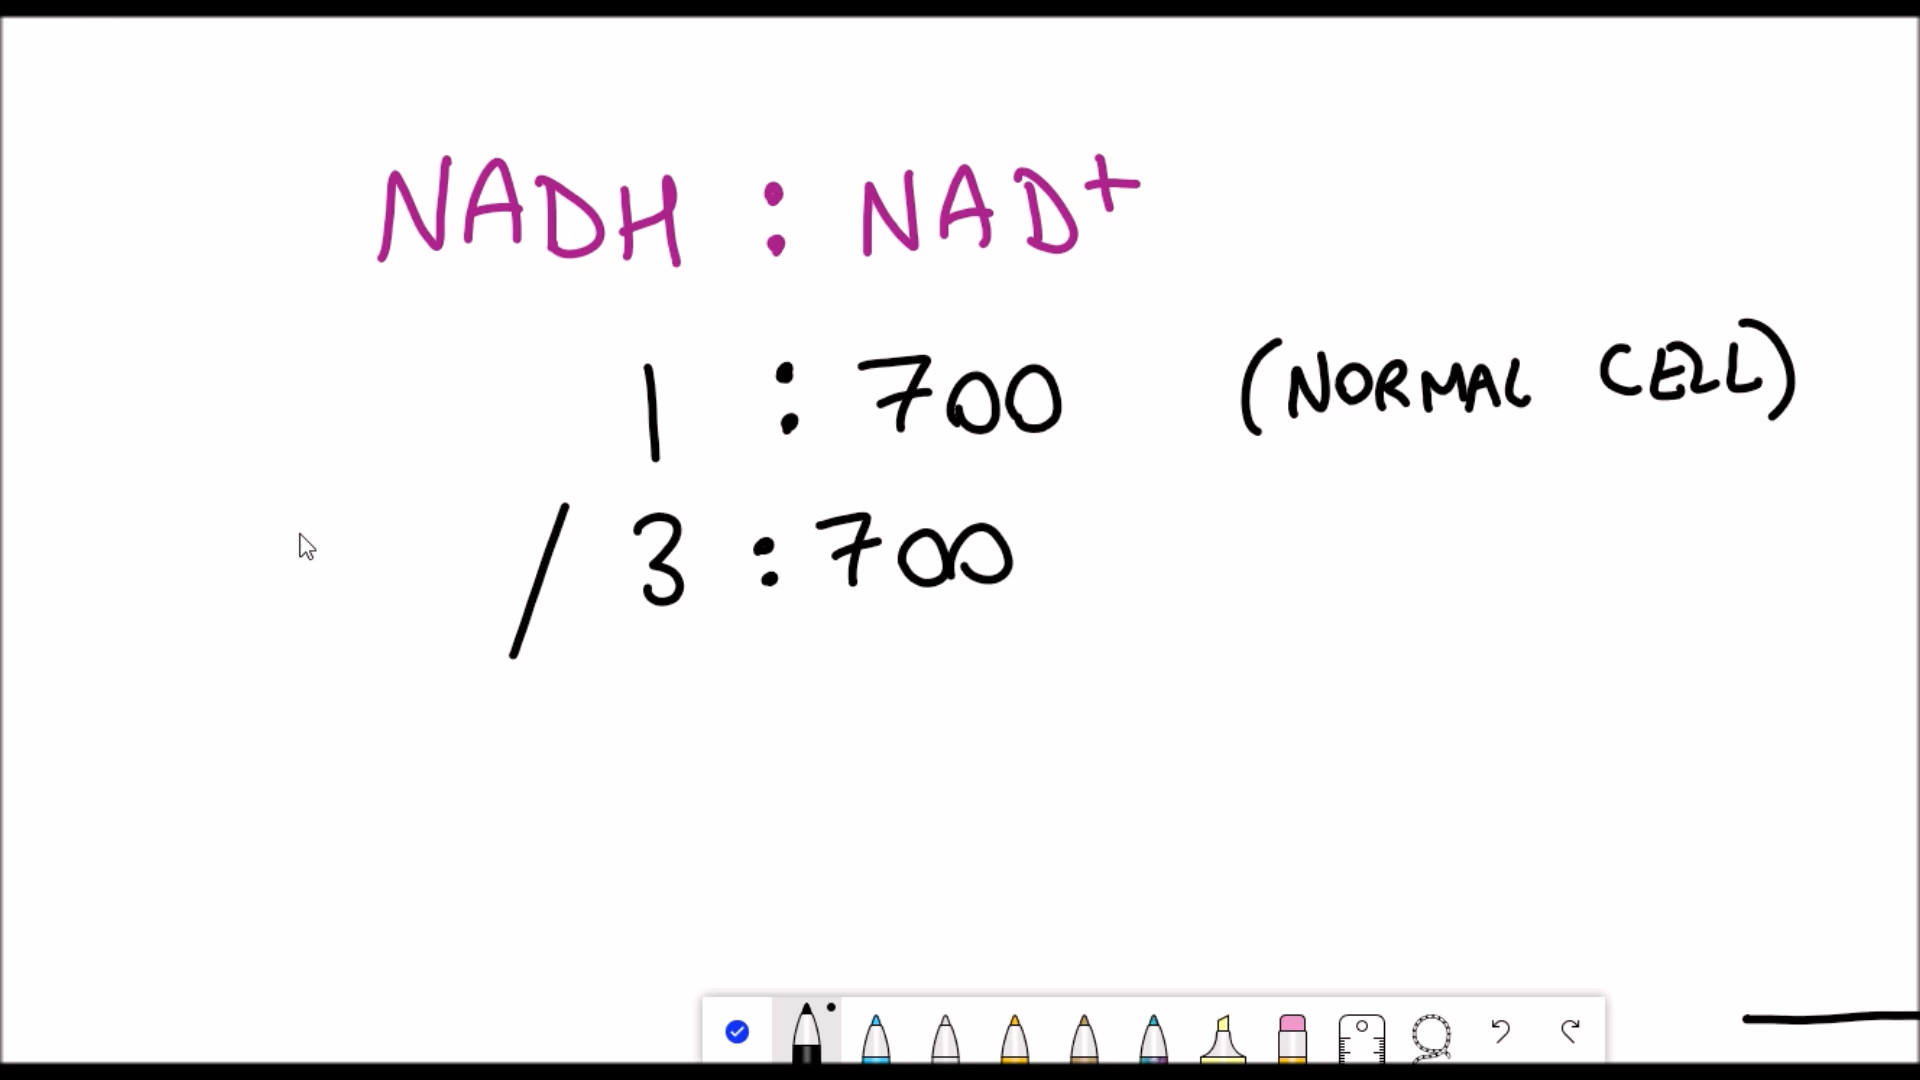 NADH : NAD+
1 : 700 (NORMAL CELL)
/ 3 : 700